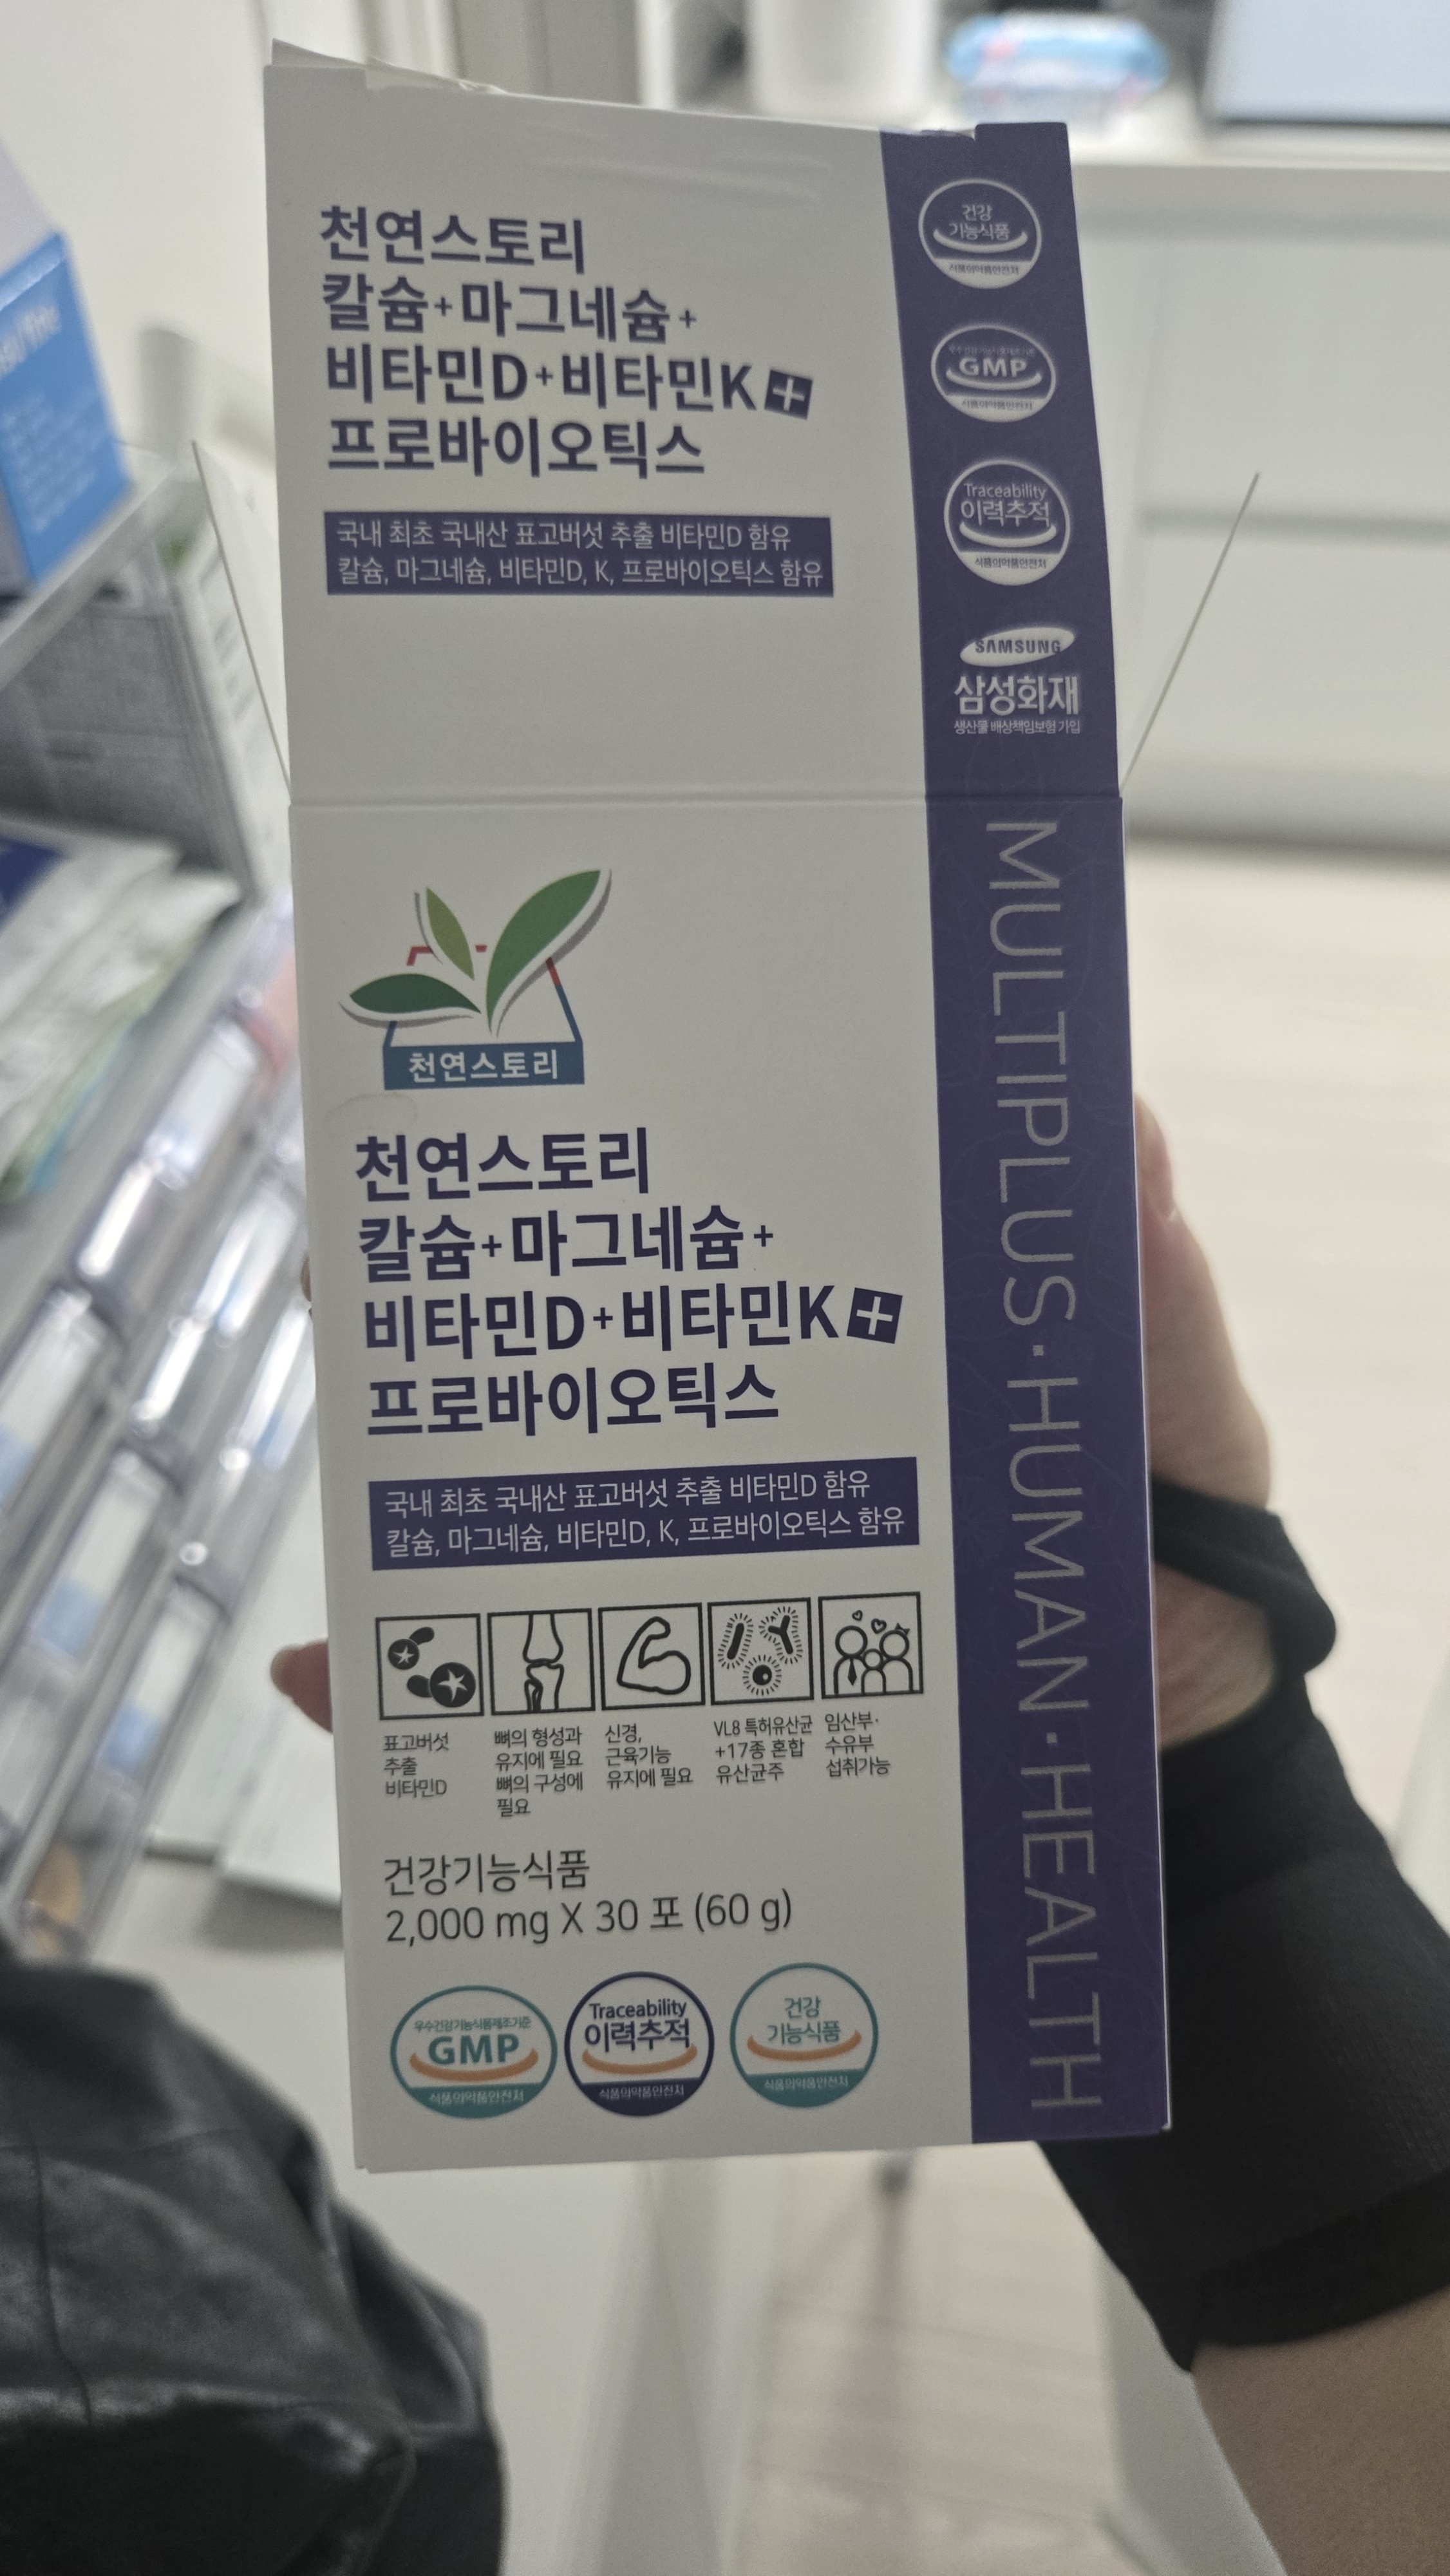 천연스토리
칼슘+마그네슘+
비타민D+비타민K+
프로바이오틱스
국내 최초 국내산 표고버섯 추출 비타민D 함유
칼슘, 마그네슘, 비타민D, K, 프로바이오틱스 함유
건강
기능식품
식품의약품안전처
우수건강기능식품제조기준
GMP
식품의약품안전처
Traceability
이력추적
식품의약품안전처
SAMSUNG
삼성화재
생산물 배상책임보험 가입
MULTIPLUS·HUMAN·HEALTH
천연스토리
천연스토리
칼슘+마그네슘+
비타민D+비타민K+
프로바이오틱스
국내 최초 국내산 표고버섯 추출 비타민D 함유
칼슘, 마그네슘, 비타민D, K, 프로바이오틱스 함유
표고버섯
추출
비타민D
뼈의 형성과
유지에 필요
뼈의 구성에
필요
신경,
근육기능
유지에 필요
VL8 특허유산균
+17종 혼합
유산균주
임산부·
수유부
섭취가능
건강기능식품
2,000 mg X 30 포 (60 g)
우수건강기능식품제조기준
GMP
식품의약품안전처
Traceability
이력추적
식품의약품안전처
건강
기능식품
식품의약품안전처